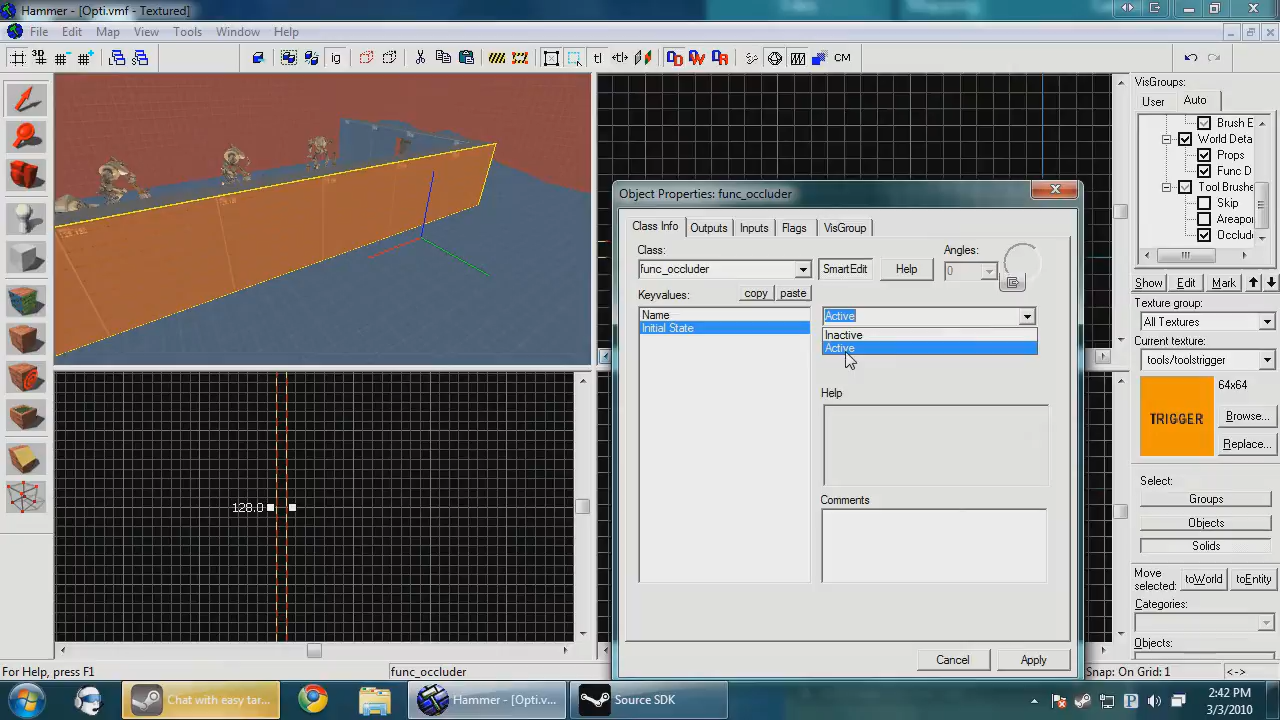 Hammer - [Opti.vmf - Textured]
File Edit Map View Tools Window Help
CM
VisGroups:
User Auto
Brush E
World Deta
Props
Func D
Tool Brushe
Skip
Areapor
Occlude
Show Edit Mark
Texture group:
All Textures
Current texture:
tools/toolstrigger
TRIGGER
64x64
Browse...
Replace...
Select:
Groups
Objects
Solids
Move selected:
toWorld toEntity
Categories:
Objects:
Object Properties: func_occluder
Class Info Outputs Inputs Flags VisGroup
Class:
func_occluder
SmartEdit Help
Angles:
0
Keyvalues: copy paste
Name
Initial State
Active
Inactive
Active
Help
Comments
Cancel Apply
128.0
For Help, press F1
func_occluder
Snap: On Grid: 1 <->
Chat with easy tar...
Hammer - [Opti.v...
Source SDK
2:42 PM
3/3/2010